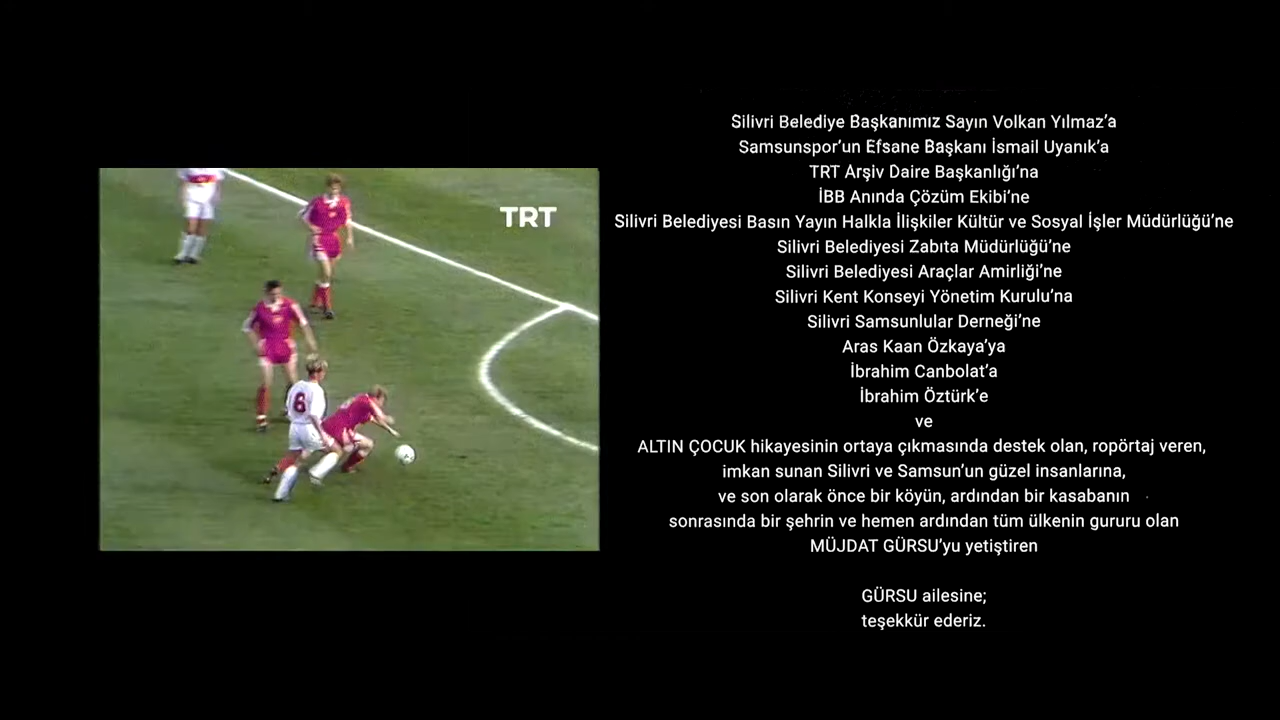 TRT
6
Silivri Belediye Başkanımız Sayın Volkan Yılmaz'a
Samsunspor'un Efsane Başkanı İsmail Uyanık'a
TRT Arşiv Daire Başkanlığı'na
İBB Anında Çözüm Ekibi'ne
Silivri Belediyesi Basın Yayın Halkla İlişkiler Kültür ve Sosyal İşler Müdürlüğü'ne
Silivri Belediyesi Zabıta Müdürlüğü'ne
Silivri Belediyesi Araçlar Amirliği'ne
Silivri Kent Konseyi Yönetim Kurulu'na
Silivri Samsunlular Derneği'ne
Aras Kaan Özkaya'ya
İbrahim Canbolat'a
İbrahim Öztürk'e
ve
ALTIN ÇOCUK hikayesinin ortaya çıkmasında destek olan, ropörtaj veren,
imkan sunan Silivri ve Samsun'un güzel insanlarına,
ve son olarak önce bir köyün, ardından bir kasabanın
sonrasında bir şehrin ve hemen ardından tüm ülkenin gururu olan
MÜJDAT GÜRSU'yu yetiştiren
GÜRSU ailesine;
teşekkür ederiz.